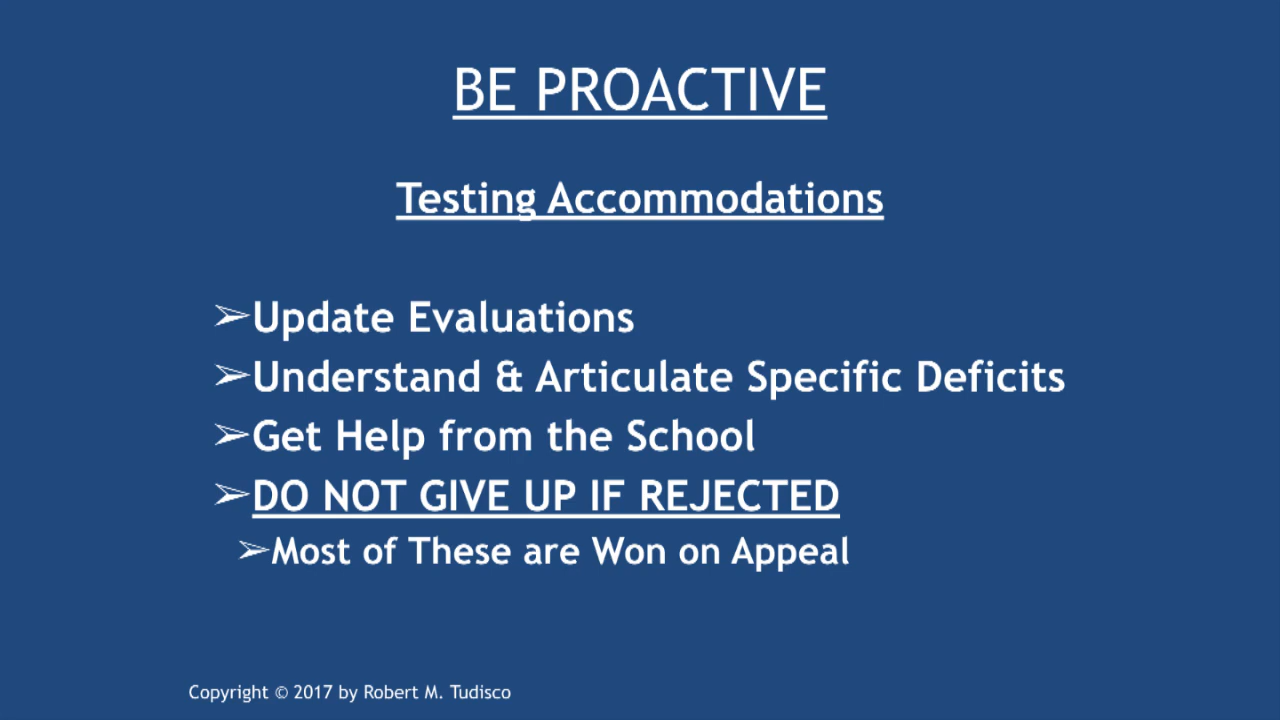 BE PROACTIVE
Testing Accommodations
➢Update Evaluations
➢Understand & Articulate Specific Deficits
➢Get Help from the School
➢DO NOT GIVE UP IF REJECTED
➢Most of These are Won on Appeal
Copyright © 2017 by Robert M. Tudisco